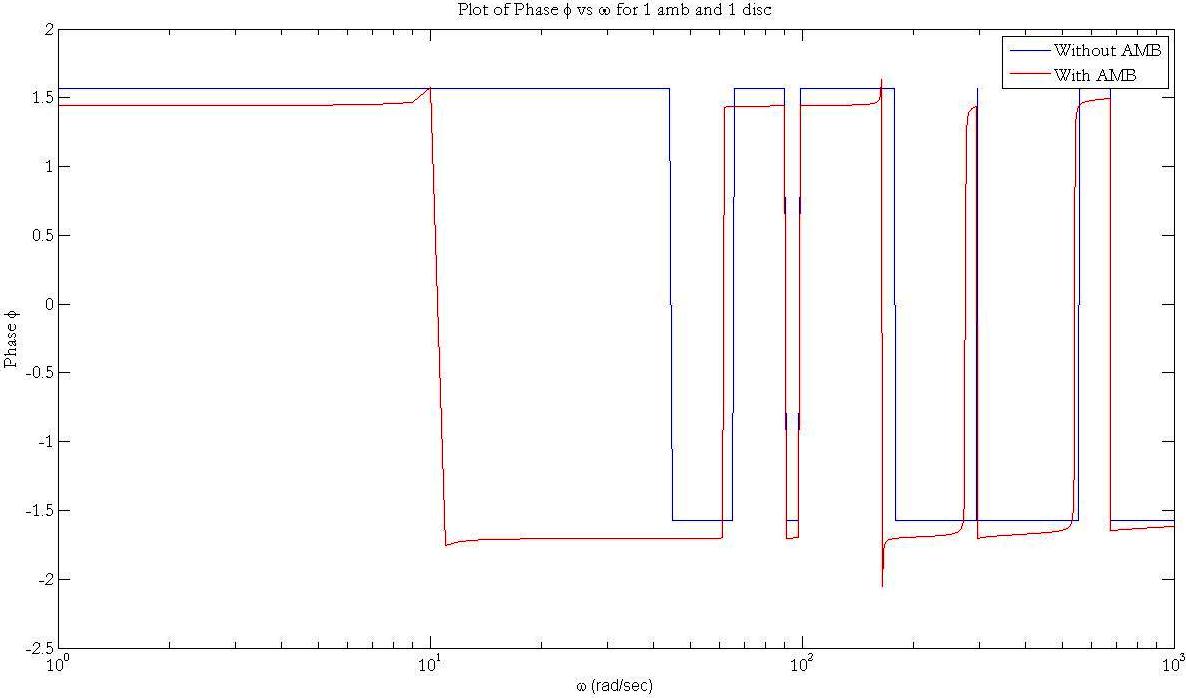 Plot of Phase ϕ vs ω for 1 amb and 1 disc
Without AMB
With AMB
2
1.5
1
0.5
0
-0.5
-1
-1.5
-2
-2.5
Phase ϕ
10^0
10^1
10^2
10^3
ω (rad/sec)